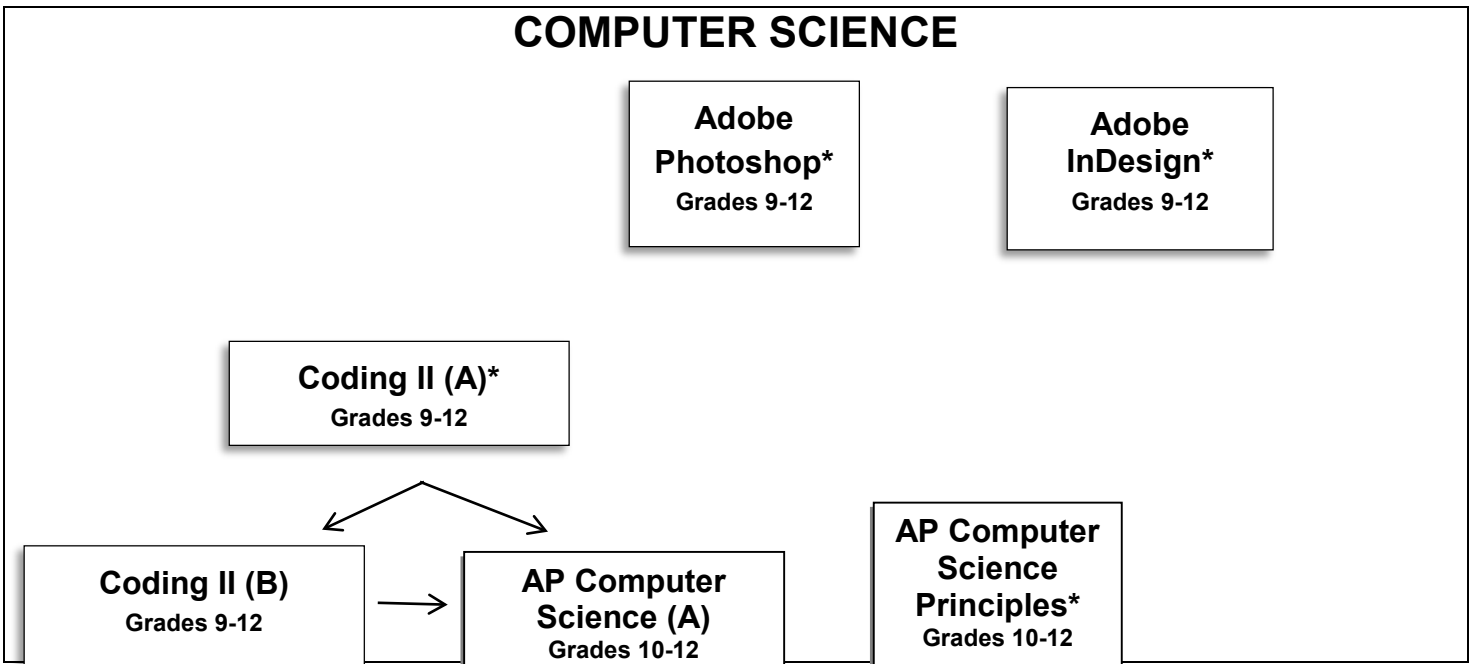 COMPUTER SCIENCE
Adobe
Photoshop*
Grades 9-12
Adobe
InDesign*
Grades 9-12
Coding II (A)*
Grades 9-12
Coding II (B)
Grades 9-12
AP Computer
Science (A)
Grades 10-12
AP Computer
Science
Principles*
Grades 10-12